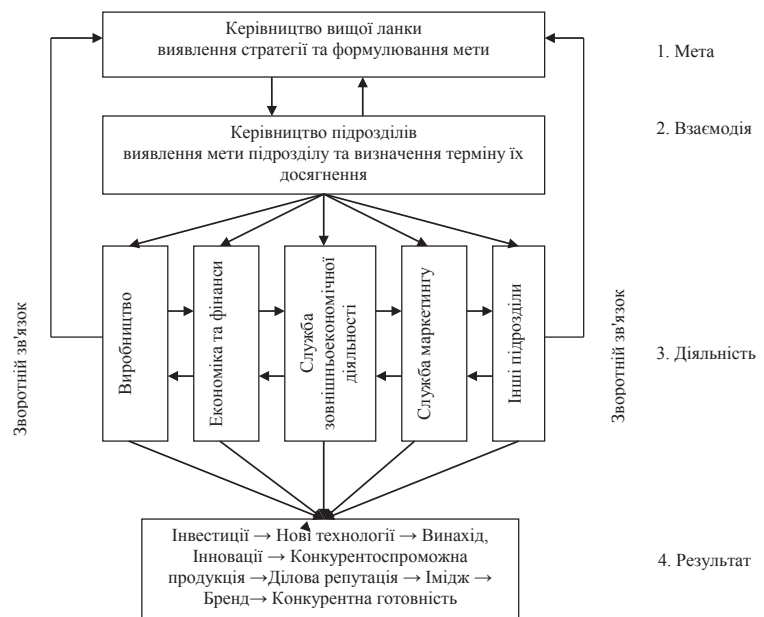 Керівництво вищої ланки
виявлення стратегії та формулювання мети
1. Мета
Керівництво підрозділів
виявлення мети підрозділу та визначення терміну їх
досягнення
2. Взаємодія
Зворотній зв'язок
Виробництво
Економіка та фінанси
Служба
зовнішньоекономічної
діяльності
Служба маркетингу
Інші підрозділи
Зворотній зв'язок
3. Діяльність
Інвестиції → Нові технології → Винахід,
Інновації → Конкурентоспроможна
продукція →Ділова репутація → Імідж →
Бренд→ Конкурентна готовність
4. Результат